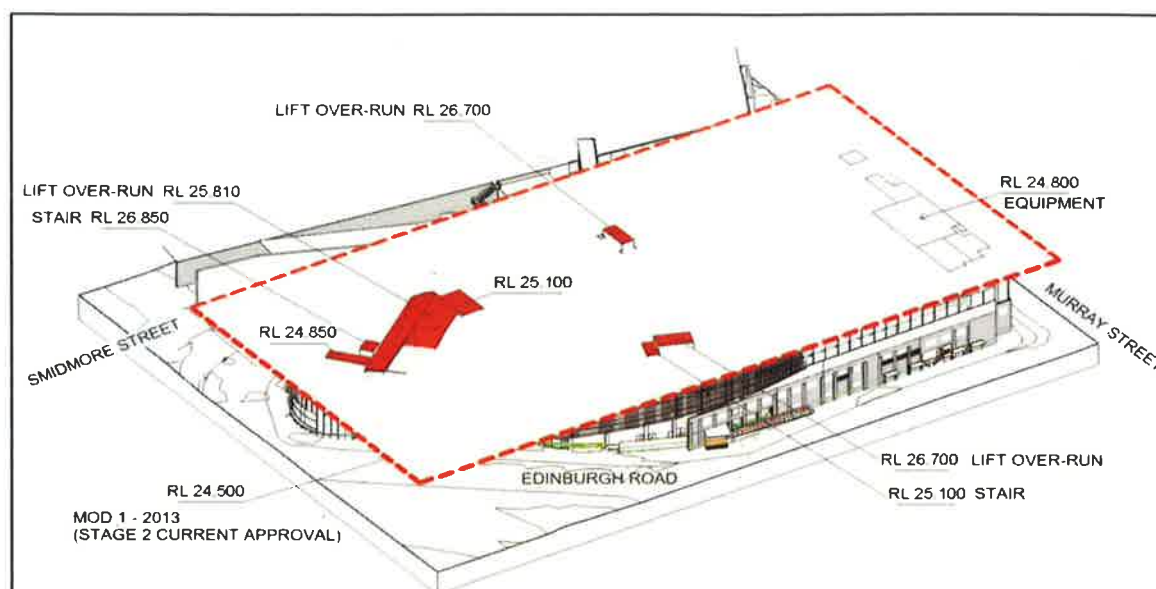 LIFT OVER-RUN RL 26.700
LIFT OVER-RUN RL 25.810
STAIR RL 26.850
RL 24.800
EQUIPMENT
RL 25.100
RL 24.850
SMIDMORE STREET
MURRAY STREET
RL 26.700 LIFT OVER-RUN
EDINBURGH ROAD
RL 25.100 STAIR
RL 24.500
MOD 1 - 2013
(STAGE 2 CURRENT APPROVAL)